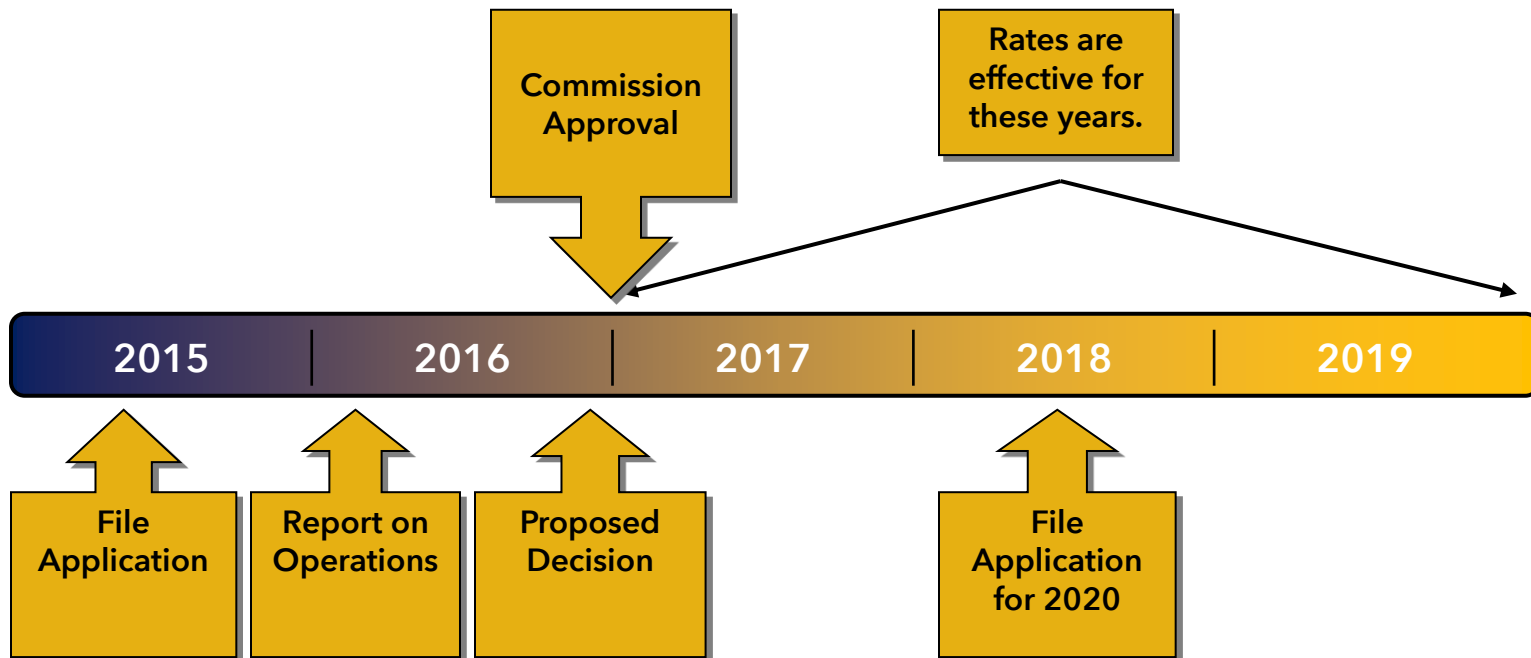 Commission
Approval
Rates are
effective for
these years.
2015
2016
2017
2018
2019
File
Application
Report on
Operations
Proposed
Decision
File
Application
for 2020